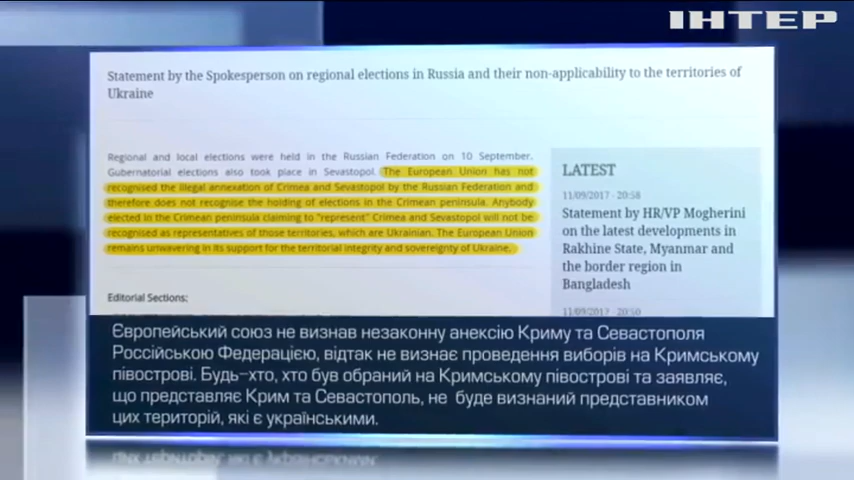 ІНТЕР
Statement by the Spokesperson on regional elections in Russia and their non-applicability to the territories of
Ukraine
Regional and local elections were held in the Russian Federation on 10 September.
Gubernatorial elections also took place in Sevastopol. The European Union has not
recognised the illegal annexation of Crimea and Sevastopol by the Russian Federation and
therefore does not recognise the holding of elections in the Crimean peninsula. Anybody
elected in the Crimean peninsula claiming to "represent" Crimea and Sevastopol will not be
recognised as representatives of those territories, which are Ukrainian. The European Union
remains unwavering in its support for the territorial integrity and sovereignty of Ukraine.
Editorial Sections:
LATEST
11/09/2017 - 20:58
Statement by HR/VP Mogherini
on the latest developments in
Rakhine State, Myanmar and
the border region in
Bangladesh
11/09/2017 - 20:50
Європейський союз не визнав незаконну анексію Криму та Севастополя
Россійською Федерацією, відтак не визнає проведення виборів на Кримському
півострові. Будь-хто, хто був обраний на Кримському півострові та заявляє,
що представляє Крим та Севастополь, не буде визнаний представником
цих територій, які є українськими.